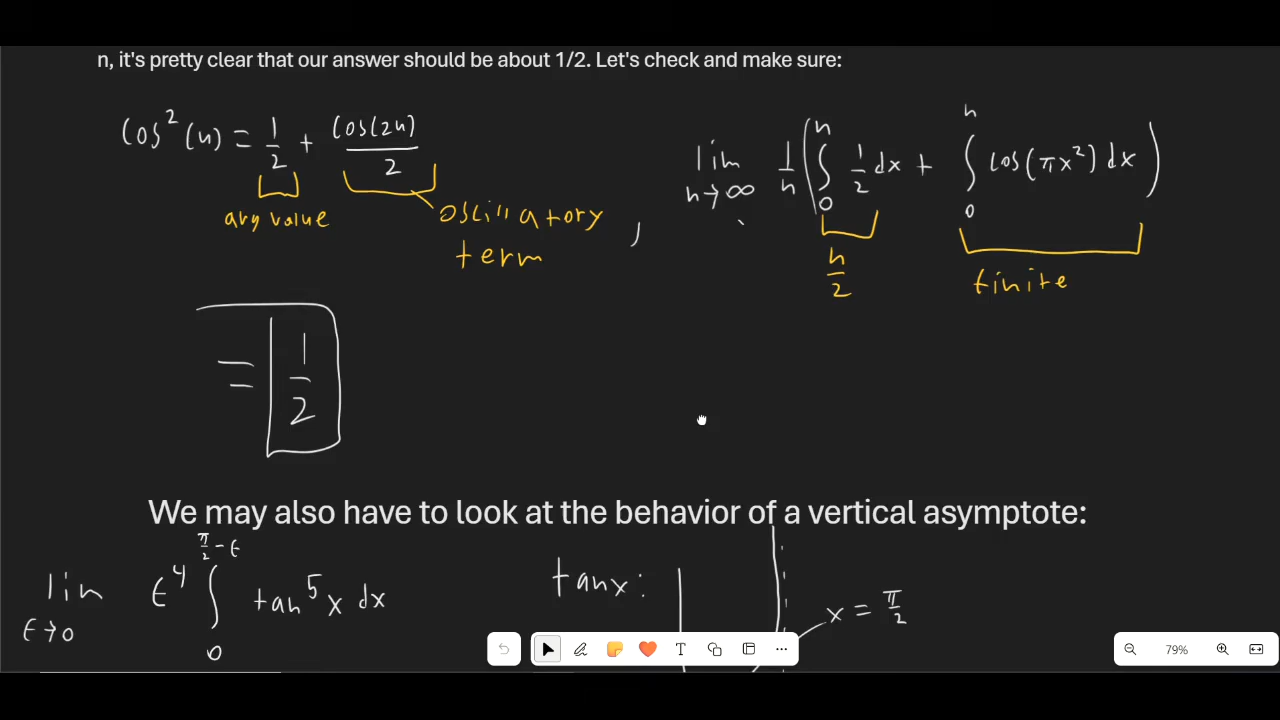 n, it's pretty clear that our answer should be about 1/2. Let's check and make sure:
cos²(u) = 1/2 + cos(2u)/2
avg value
oscillatory
term
,
lim n→∞ 1/n (∫₀ⁿ 1/2 dx + ∫₀ⁿ cos(πx²) dx)
n/2
finite
= 1/2
We may also have to look at the behavior of a vertical asymptote:
lim ϵ→0 ϵ⁴ ∫₀^(π/2 - ϵ) tan⁵ x dx
tanx:
x = π/2
T
79%